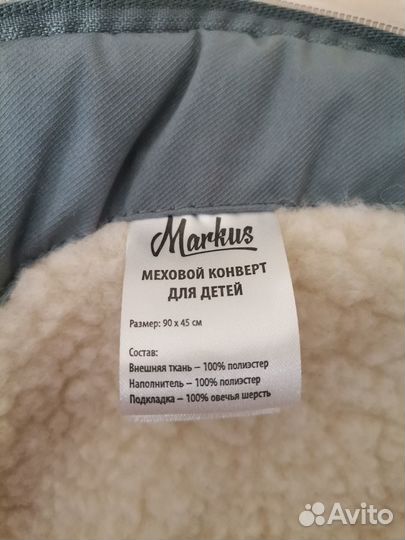 Markus
МЕХОВОЙ КОНВЕРТ
ДЛЯ ДЕТЕЙ
Размер: 90 х 45 см
Состав:
Внешняя ткань – 100% полиэстер
Наполнитель – 100% полиэстер
Подкладка – 100% овечья шерсть
Avito